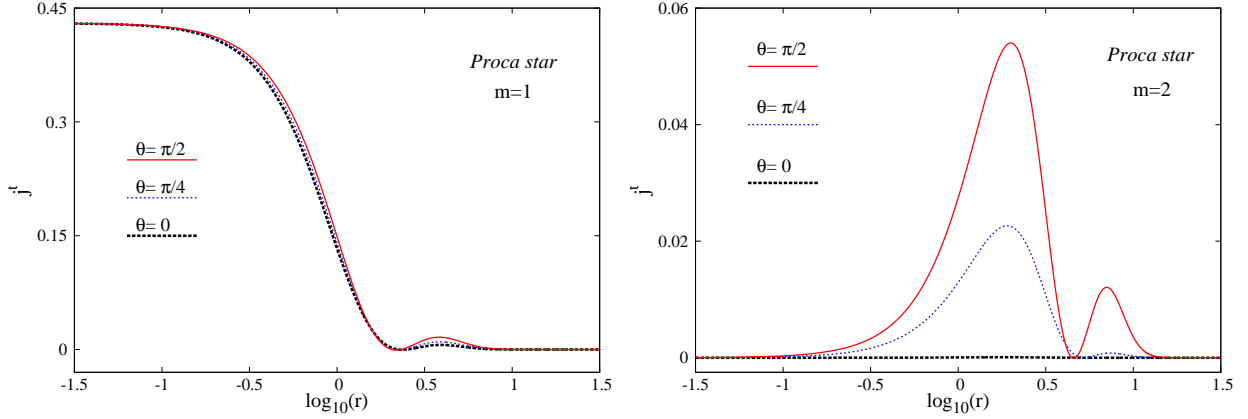 0.45
0.3
0.15
0
j^t
Proca star
m=1
θ= π/2
θ= π/4
θ= 0
-1.5 -1 -0.5 0 0.5 1 1.5
log₁₀(r)
0.06
0.04
0.02
0
j^t
θ= π/2
θ= π/4
θ= 0
Proca star
m=2
-1.5 -1 -0.5 0 0.5 1 1.5
log₁₀(r)